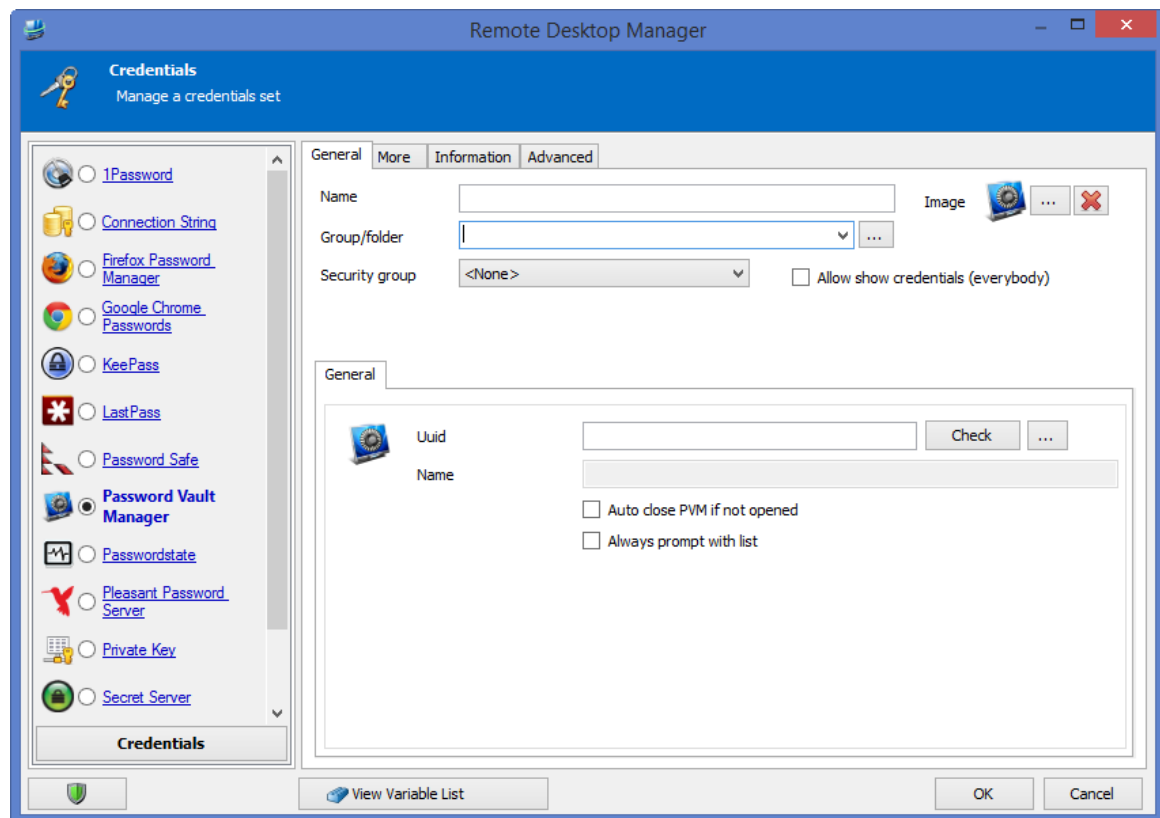 Remote Desktop Manager
Credentials
Manage a credentials set
1Password
Connection String
Firefox Password
Manager
Google Chrome
Passwords
KeePass
LastPass
Password Safe
Password Vault
Manager
Passwordstate
Pleasant Password
Server
Private Key
Secret Server
Credentials
General More Information Advanced
Name
Image
...
Group/folder
...
Security group
<None>
Allow show credentials (everybody)
General
Uuid
Check
...
Name
Auto close PVM if not opened
Always prompt with list
View Variable List
OK
Cancel